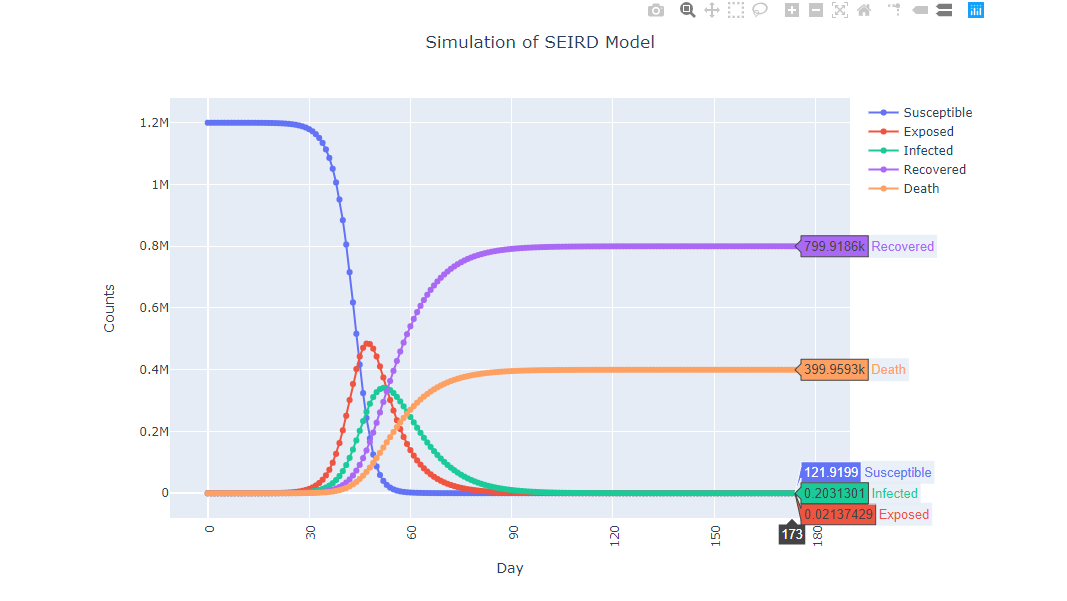 Simulation of SEIRD Model
1.2M
1M
0.8M
0.6M
0.4M
0.2M
0
Counts
0
30
60
90
120
150
180
Day
Susceptible
Exposed
Infected
Recovered
Death
799.9186k Recovered
399.9593k Death
121.9199 Susceptible
0.2031301 Infected
0.02137429 Exposed
173